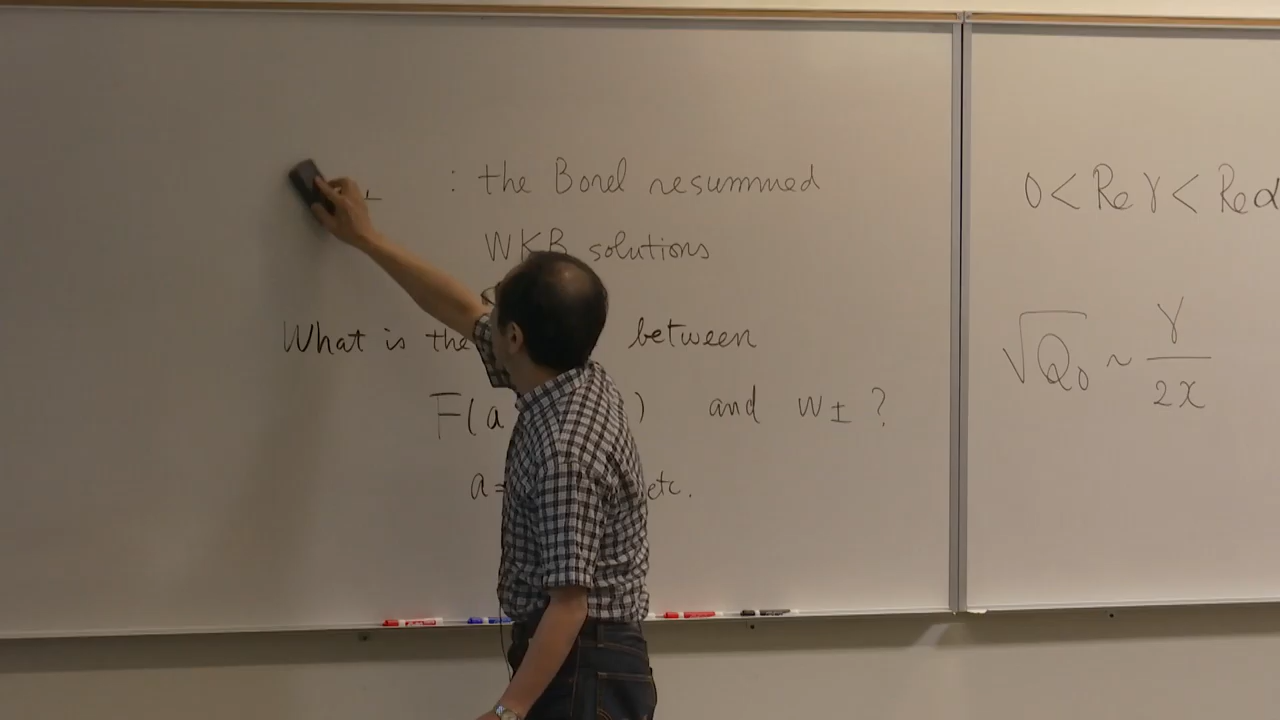 ± : the Borel resummed
WKB solutions
What is the between
F(a ) and w± ?
a= etc.
0 < Re γ < Re α
√Q₀ ~ γ/2x